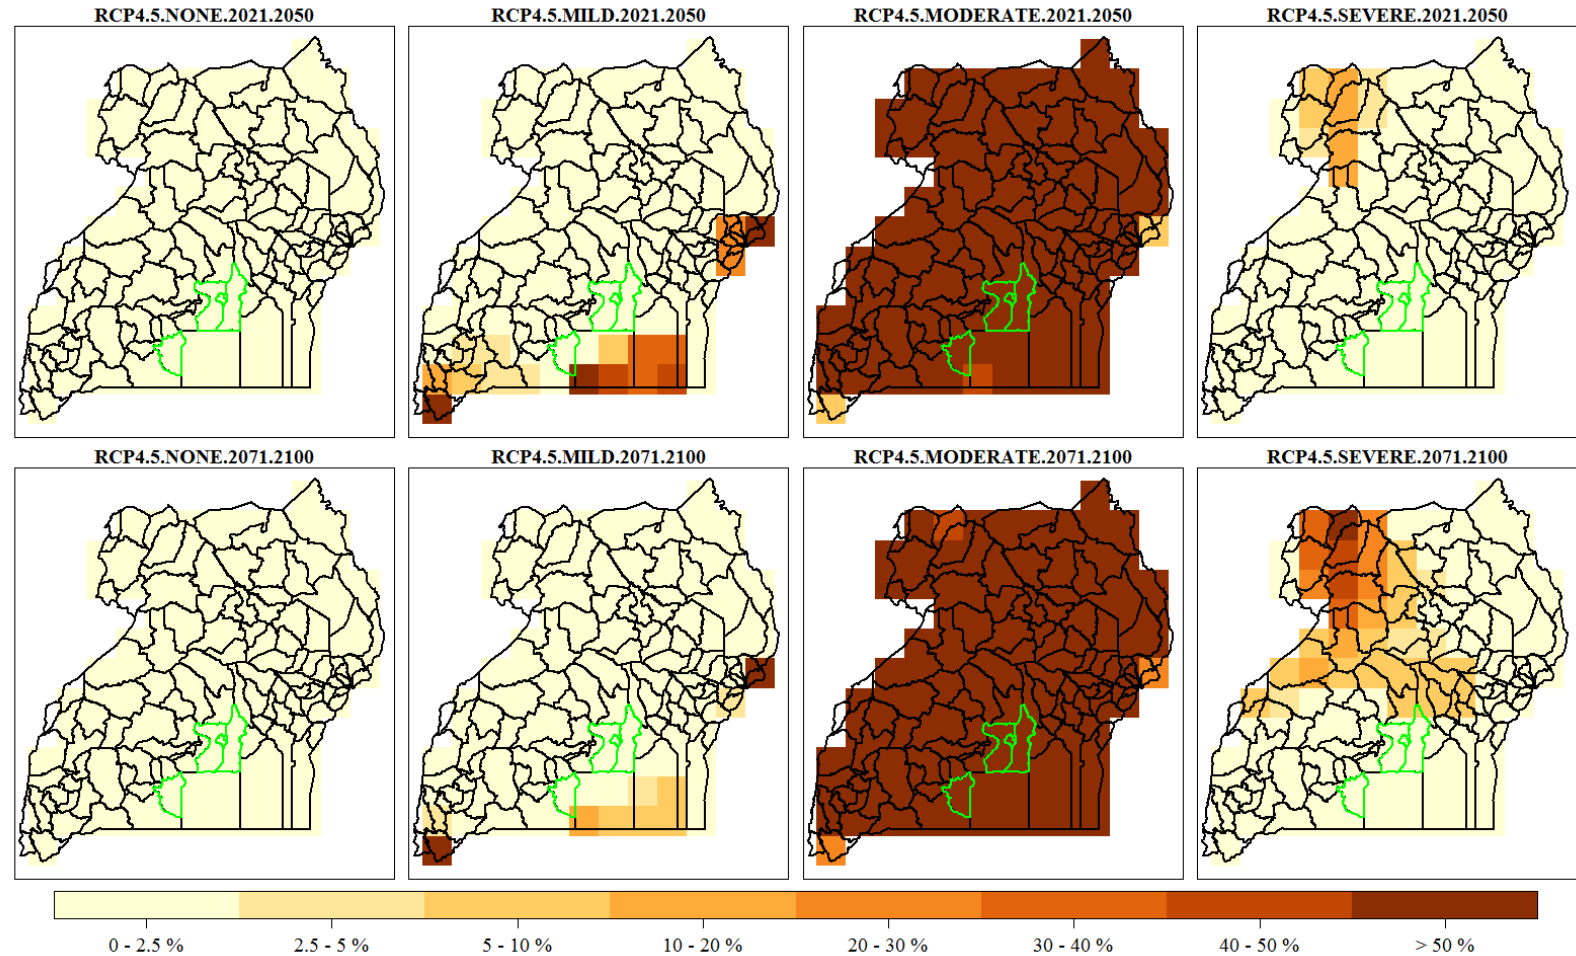 RCP4.5.NONE.2021.2050
RCP4.5.MILD.2021.2050
RCP4.5.MODERATE.2021.2050
RCP4.5.SEVERE.2021.2050
RCP4.5.NONE.2071.2100
RCP4.5.MILD.2071.2100
RCP4.5.MODERATE.2071.2100
RCP4.5.SEVERE.2071.2100
0 - 2.5 %
2.5 - 5 %
5 - 10 %
10 - 20 %
20 - 30 %
30 - 40 %
40 - 50 %
> 50 %